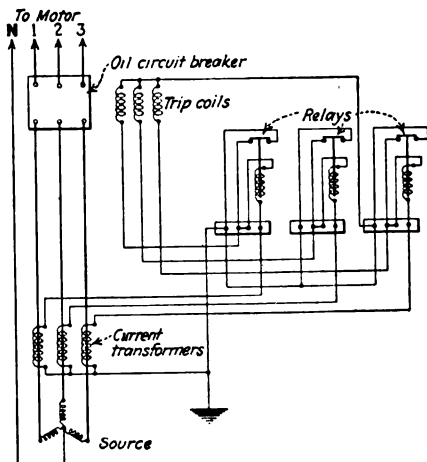 To Motor
N 1 2 3
Oil circuit breaker
Trip coils
Relays
Current
transformers
Source